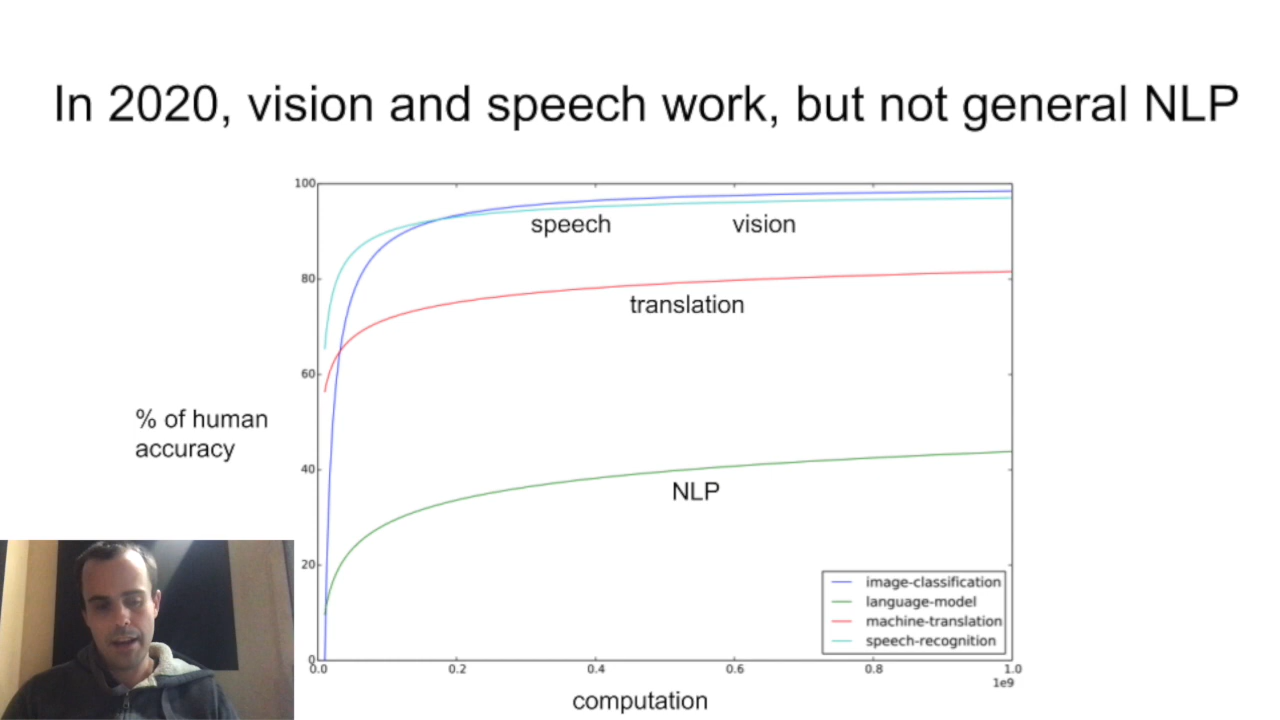 In 2020, vision and speech work, but not general NLP
100
80
60
40
20
0
speech
vision
translation
NLP
% of human
accuracy
image-classification
language-model
machine-translation
speech-recognition
0.0
0.2
0.4
0.6
0.8
1.0
1e9
computation